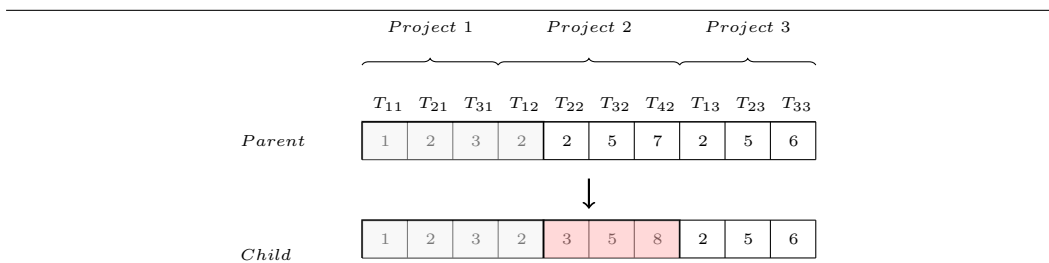 Project 1 Project 2 Project 3
T11 T21 T31 T12 T22 T32 T42 T13 T23 T33
Parent 1 2 3 2 2 5 7 2 5 6
Child 1 2 3 2 3 5 8 2 5 6